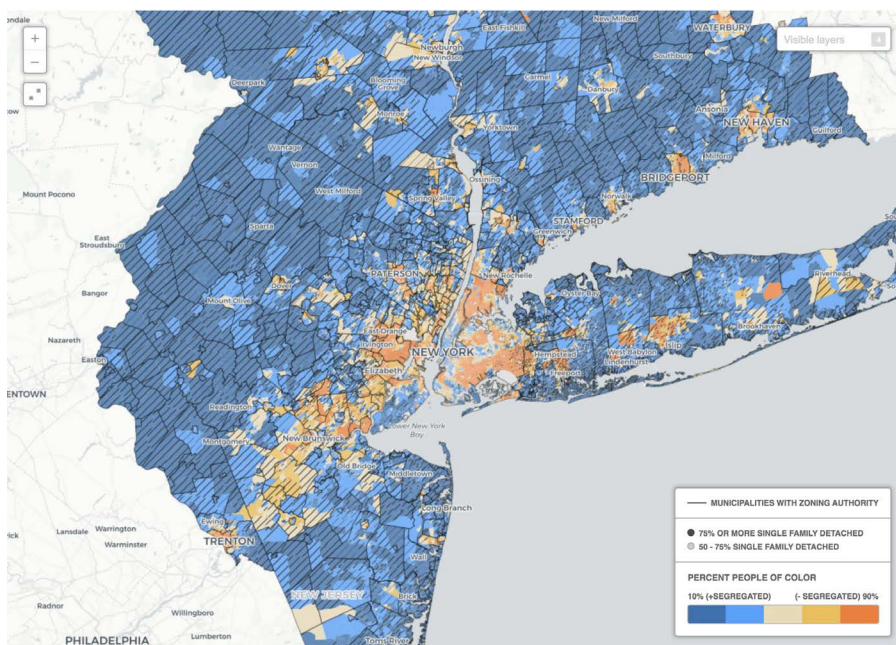 New Milford
WATERBURY
East Fishkill
+
Visible layers
Newburgh
New Windsor
Southbury
−
Deerpark
Blooming
Grove
Carmel
Danbury
Ansonia
NEW HAVEN
Monroe
Yorktown
Guilford
Wantage
Milford
Vernon
BRIDGEPORT
Ossining
West Milford
Mount Pocono
Spring Valley
Norwalk
STAMFORD
Sparta
Greenwich
East
Stroudsburg
PATERSON
New Rochelle
Riverhead
Dover
Oyster Bay
Bangor
Mount Olive
East Orange
Brookhaven
Irvington
Nazareth
NEW YORK
Hempstead
Islip
West Babylon
Easton
Lindenhurst
Elizabeth
Freeport
ENTOWN
Readington
Lower New York
Bay
Montgomery
New Brunswick
Old Bridge
Middletown
Long Branch
Ewing
Lansdale
Warrington
Warminster
TRENTON
Wall
NEW JERSEY
Brick
Radnor
Willingboro
PHILADELPHIA
Lumberton
Toms River
MUNICIPALITIES WITH ZONING AUTHORITY
75% OR MORE SINGLE FAMILY DETACHED
50 - 75% SINGLE FAMILY DETACHED
PERCENT PEOPLE OF COLOR
10% (+SEGREGATED) (- SEGREGATED) 90%